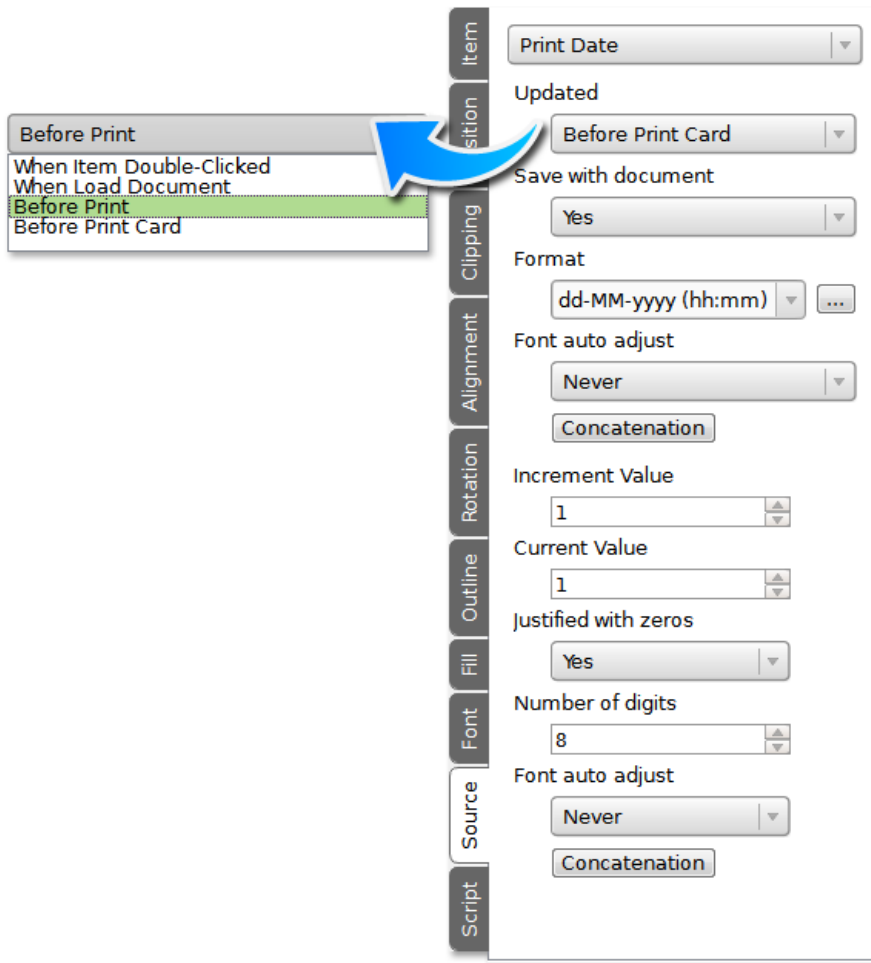 Before Print
When Item Double-Clicked
When Load Document
Before Print
Before Print Card
Item
sition
Clipping
Alignment
Rotation
Outline
Fill
Font
Source
Script
Print Date
Updated
Before Print Card
Save with document
Yes
Format
dd-MM-yyyy (hh:mm)
...
Font auto adjust
Never
Concatenation
Increment Value
1
Current Value
1
Justified with zeros
Yes
Number of digits
8
Font auto adjust
Never
Concatenation